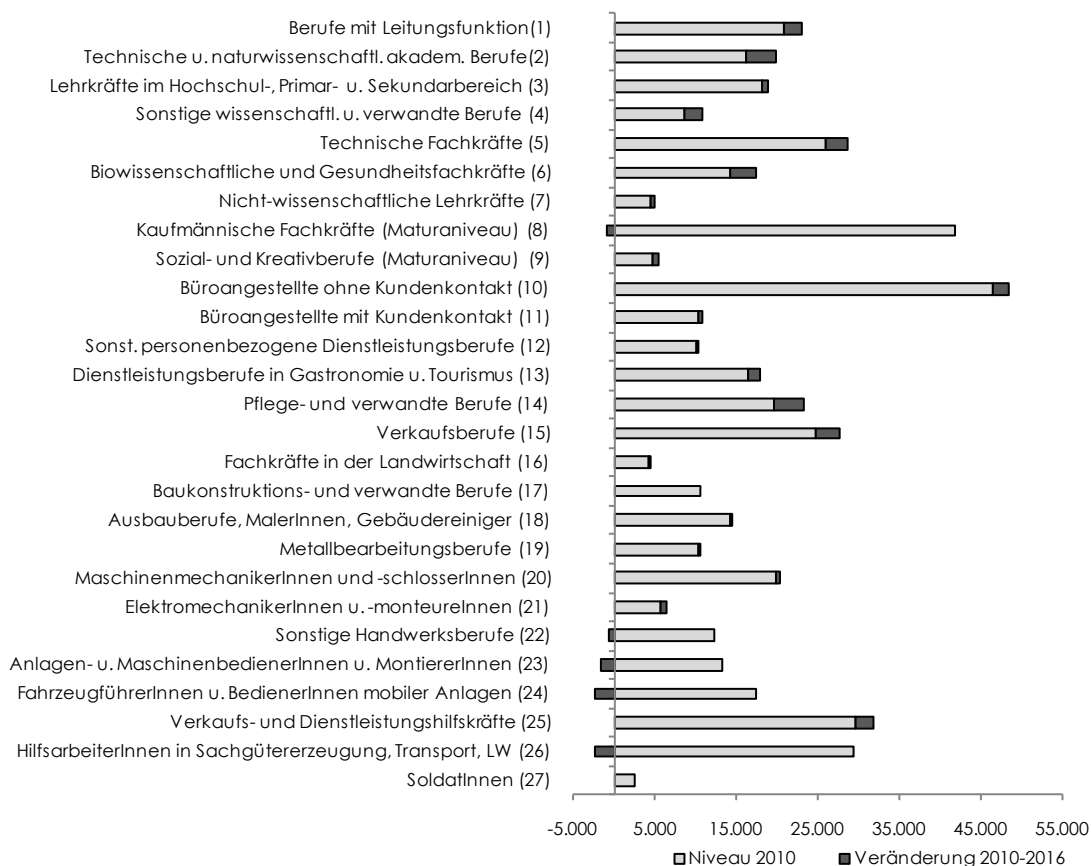 Berufe mit Leitungsfunktion(1)
Technische u. naturwissenschaftl. akadem. Berufe(2)
Lehrkräfte im Hochschul-, Primar- u. Sekundarbereich (3)
Sonstige wissenschaftl. u. verwandte Berufe (4)
Technische Fachkräfte (5)
Biowissenschaftliche und Gesundheitsfachkräfte (6)
Nicht-wissenschaftliche Lehrkräfte (7)
Kaufmännische Fachkräfte (Maturaniveau) (8)
Sozial- und Kreativberufe (Maturaniveau) (9)
Büroangestellte ohne Kundenkontakt (10)
Büroangestellte mit Kundenkontakt (11)
Sonst. personenbezogene Dienstleistungsberufe (12)
Dienstleistungsberufe in Gastronomie u. Tourismus (13)
Pflege- und verwandte Berufe (14)
Verkaufsberufe (15)
Fachkräfte in der Landwirtschaft (16)
Baukonstruktions- und verwandte Berufe (17)
Ausbauberufe, MalerInnen, Gebäudereiniger (18)
Metallbearbeitungsberufe (19)
MaschinenmechanikerInnen und -schlosserInnen (20)
ElektromechanikerInnen u. -monteureInnen (21)
Sonstige Handwerksberufe (22)
Anlagen- u. MaschinenbedienerInnen u. MontiererInnen (23)
FahrzeugführerInnen u. BedienerInnen mobiler Anlagen (24)
Verkaufs- und Dienstleistungshilfskräfte (25)
HilfsarbeiterInnen in Sachgütererzeugung, Transport, LW (26)
SoldatInnen (27)
-5.000 5.000 15.000 25.000 35.000 45.000 55.000
Niveau 2010 Veränderung 2010-2016